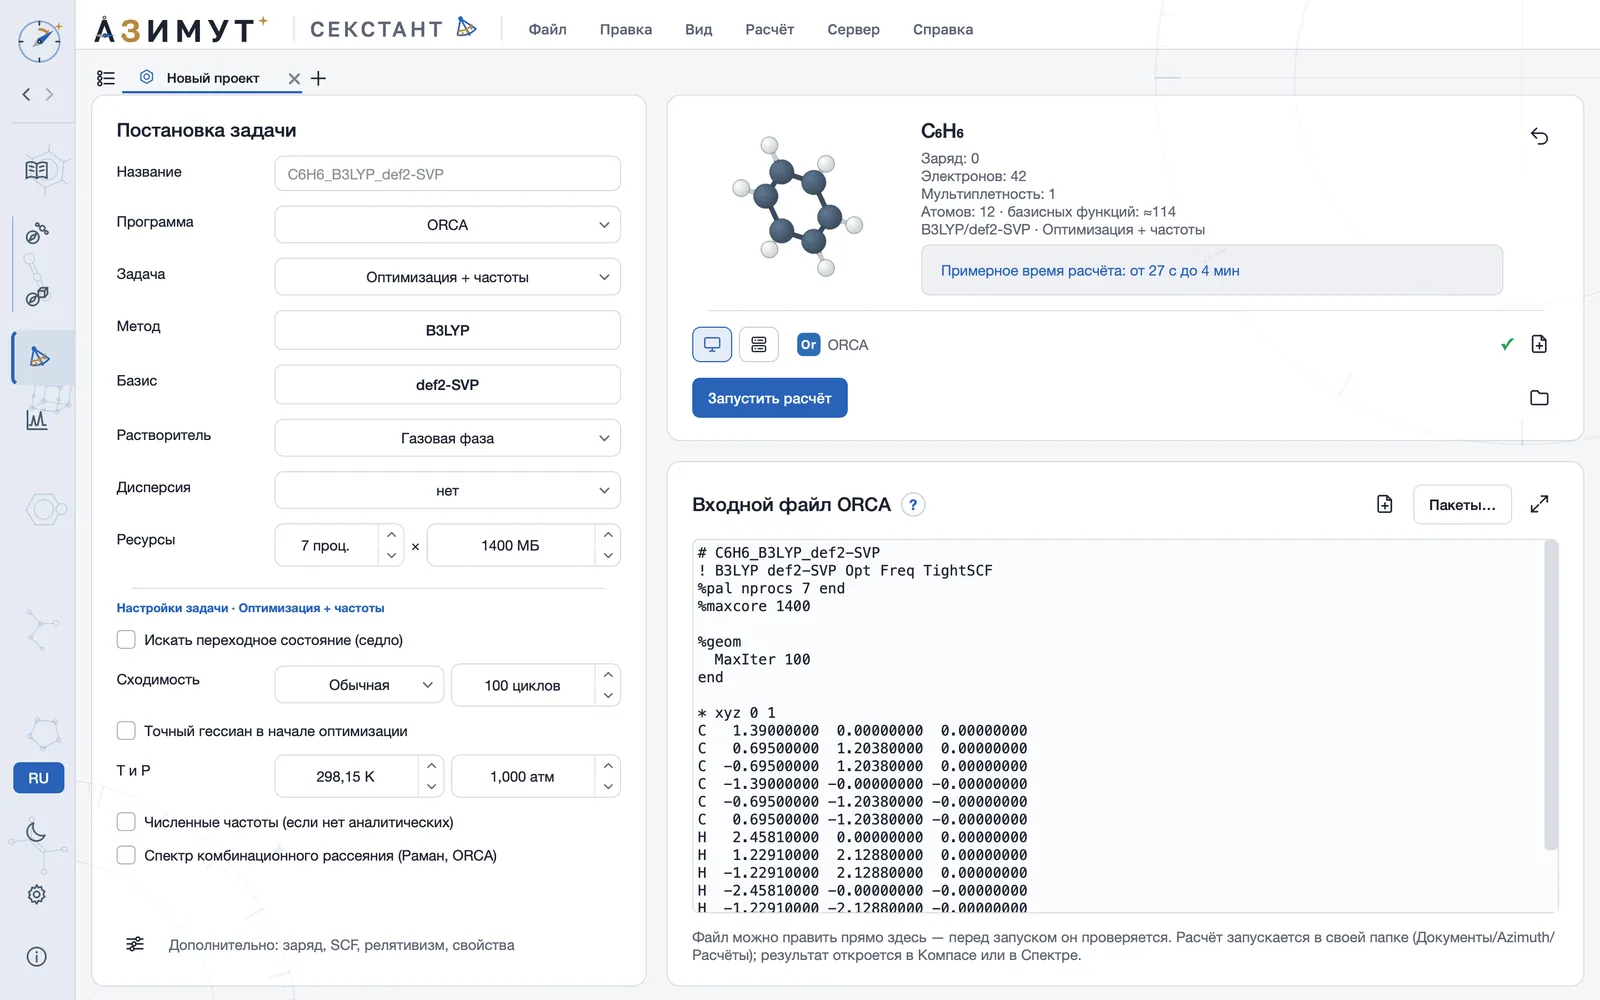 АЗИМУТ СЕКСТАНТ Файл Правка Вид Расчёт Сервер Справка
Новый проект
Постановка задачи
Название C6H6_B3LYP_def2-SVP
Программа ORCA
Задача Оптимизация + частоты
Метод B3LYP
Базис def2-SVP
Растворитель Газовая фаза
Дисперсия нет
Ресурсы 7 проц. × 1400 МБ
Настройки задачи · Оптимизация + частоты
Искать переходное состояние (седло)
Сходимость Обычная 100 циклов
Точный гессиан в начале оптимизации
T и P 298,15 K 1,000 атм
Численные частоты (если нет аналитических)
Спектр комбинационного рассеяния (Раман, ORCA)
Дополнительно: заряд, SCF, релятивизм, свойства
RU
C₆H₆
Заряд: 0
Электронов: 42
Мультиплетность: 1
Атомов: 12 · базисных функций: ≈114
B3LYP/def2-SVP · Оптимизация + частоты
Примерное время расчёта: от 27 с до 4 мин
Or ORCA
Запустить расчёт
Входной файл ORCA ? Пакеты...
# C6H6_B3LYP_def2-SVP
! B3LYP def2-SVP Opt Freq TightSCF
%pal nprocs 7 end
%maxcore 1400
%geom
MaxIter 100
end
* xyz 0 1
C 1.39000000 0.00000000 0.00000000
C 0.69500000 1.20380000 0.00000000
C -0.69500000 1.20380000 0.00000000
C -1.39000000 -0.00000000 -0.00000000
C -0.69500000 -1.20380000 -0.00000000
C 0.69500000 -1.20380000 -0.00000000
H 2.45810000 0.00000000 0.00000000
H 1.22910000 2.12880000 0.00000000
H -1.22910000 2.12880000 0.00000000
H -2.45810000 -0.00000000 -0.00000000
H -1.22910000 -2.12880000 -0.00000000
Файл можно править прямо здесь — перед запуском он проверяется. Расчёт запускается в своей папке (Документы/Azimuth/
Расчёты); результат откроется в Компасе или в Спектре.